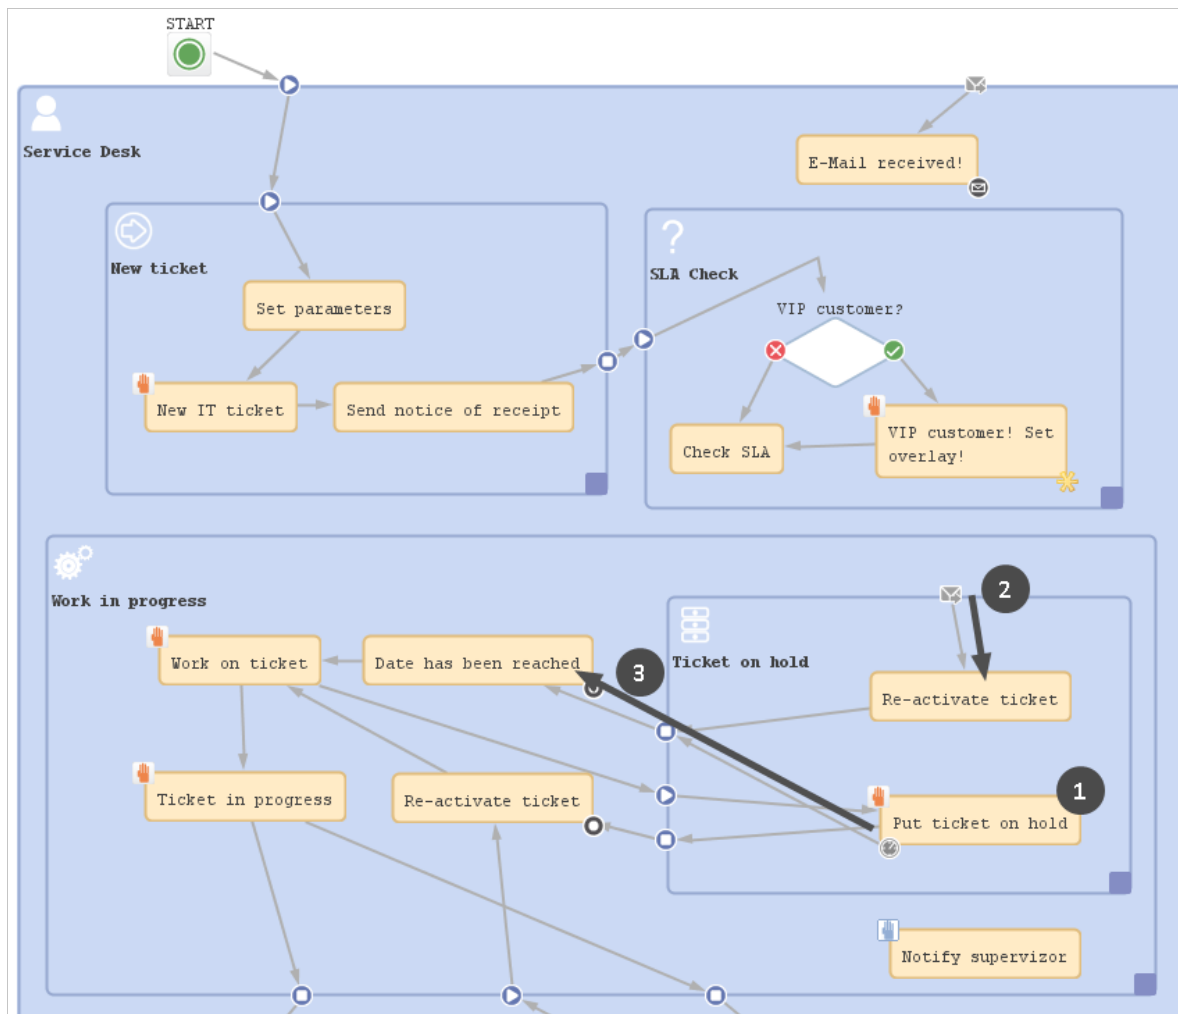 START
Service Desk
E-Mail received!
New ticket
Set parameters
New IT ticket
Send notice of receipt
SLA Check
VIP customer?
Check SLA
VIP customer! Set
overlay!
Work in progress
Work on ticket
Date has been reached
3
Ticket on hold
2
Re-activate ticket
Ticket in progress
Re-activate ticket
1
Put ticket on hold
Notify supervizor